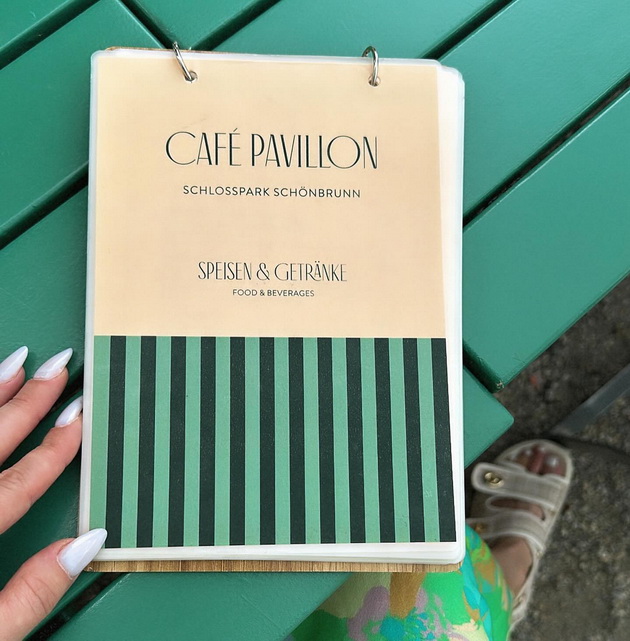 CAFÉ PAVILLON
SCHLOSSPARK SCHÖNBRUNN
SPEISEN & GETRÄNKE
FOOD & BEVERAGES